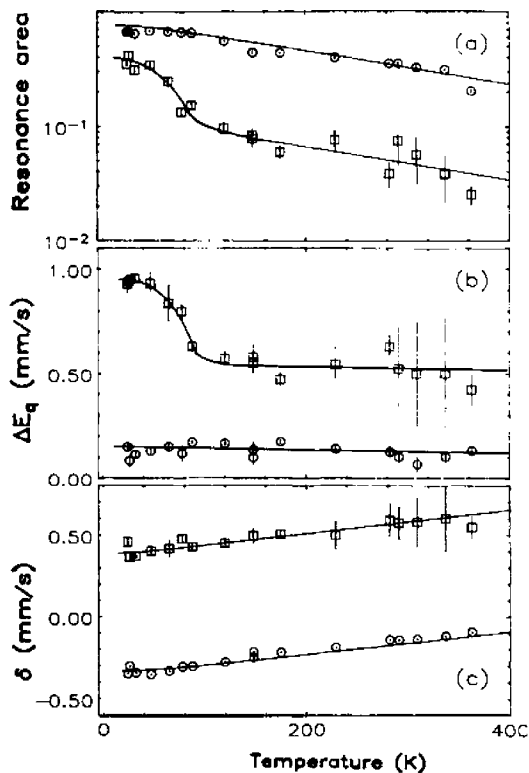 Resonance area
10⁰
(a)
10⁻¹
10⁻²
ΔE_q (mm/s)
1.00
(b)
0.50
0.00
δ (mm/s)
0.50
0.00
−0.50
(c)
0
200
400
Temperature (K)